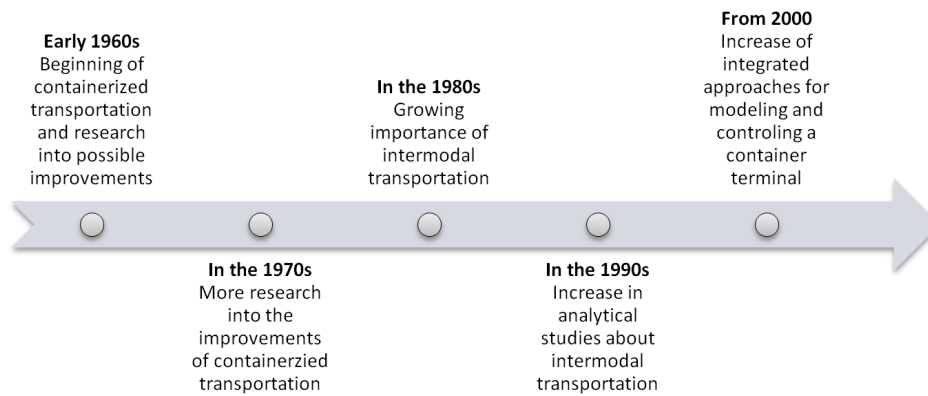 Early 1960s
Beginning of
containerized
transportation
and research
into possible
improvements
In the 1970s
More research
into the
improvements
of containerzied
transportation
In the 1980s
Growing
importance of
intermodal
transportation
In the 1990s
Increase in
analytical
studies about
intermodal
transportation
From 2000
Increase of
integrated
approaches for
modeling and
controling a
container
terminal